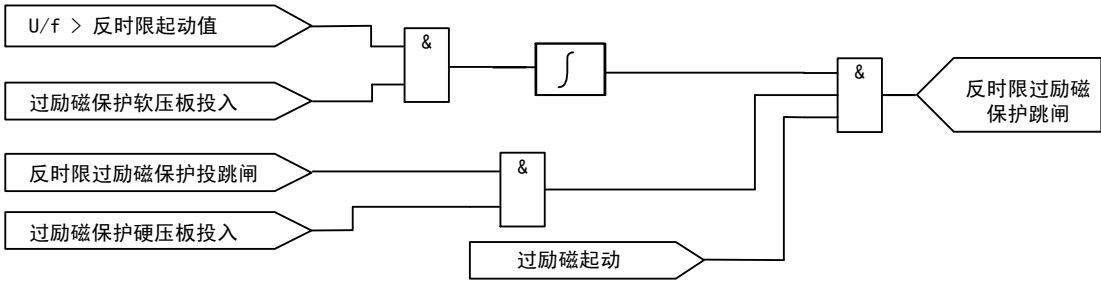 U/f > 反时限起动值
&
过励磁保护软压板投入
∫
&
反时限过励磁
保护跳闸
反时限过励磁保护投跳闸
&
过励磁保护硬压板投入
过励磁起动